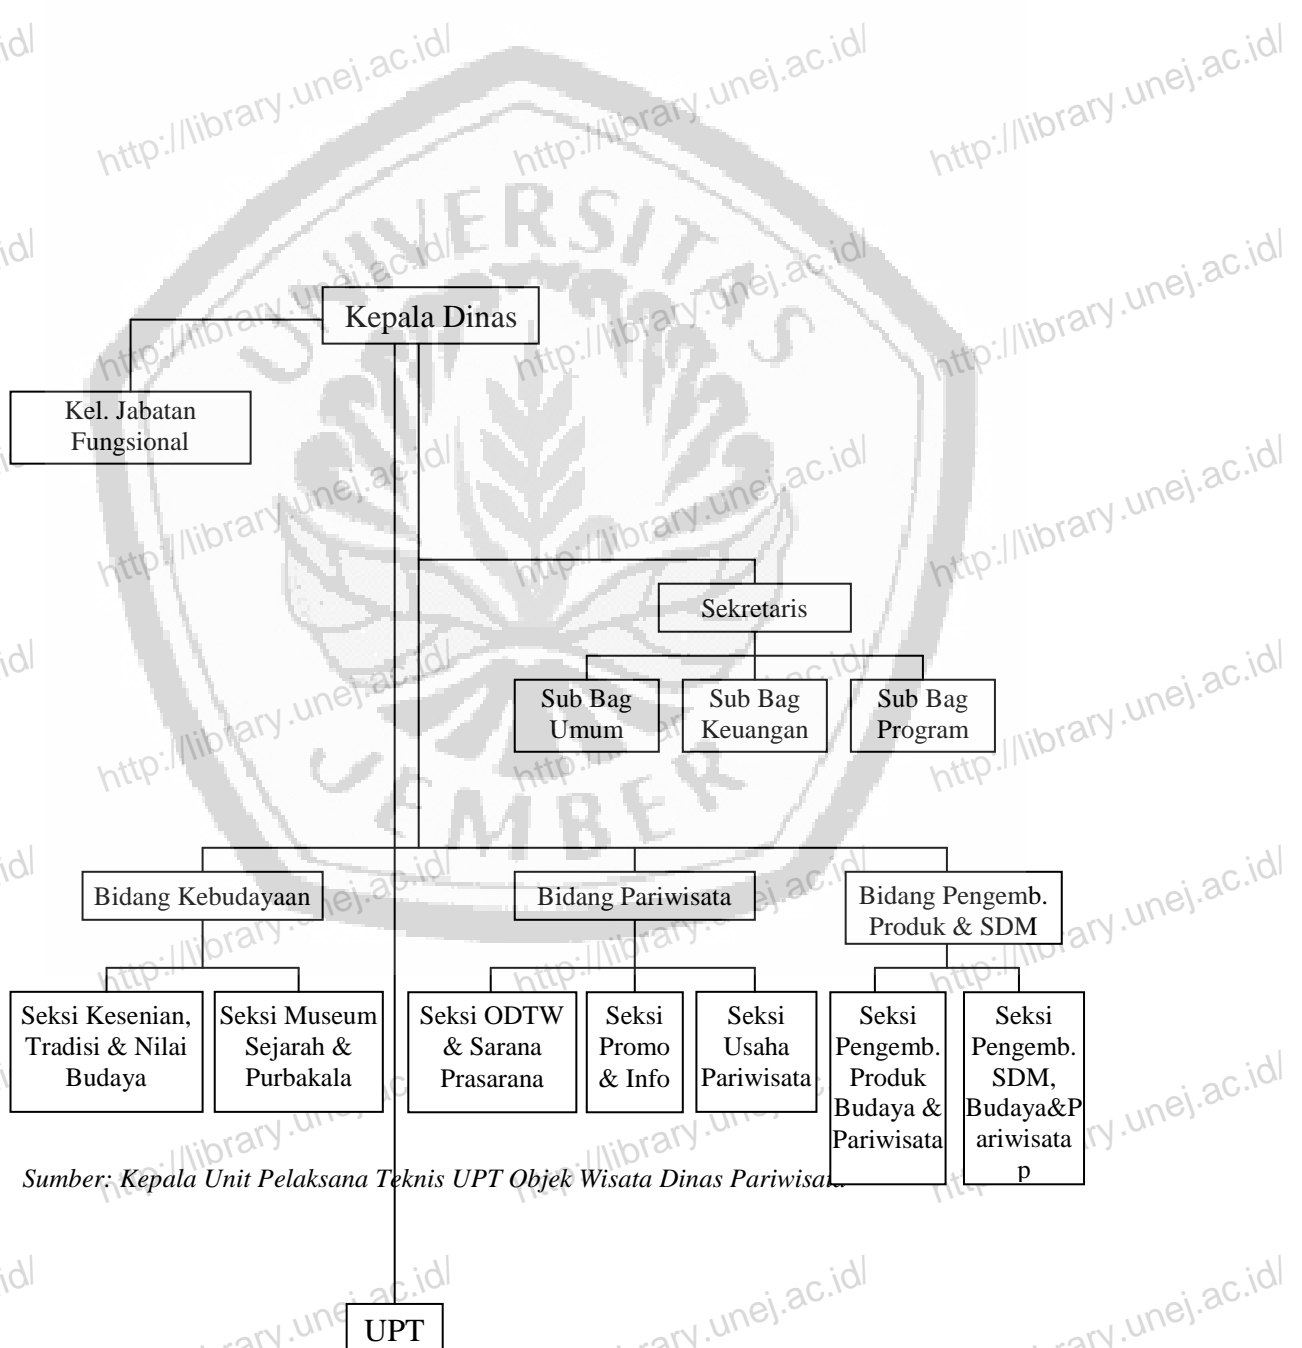 http://library.unej.ac.id/
UNIVERSITAS
JEMBER
Kepala Dinas
Kel. Jabatan
Fungsional
Sekretaris
Sub Bag
Umum
Sub Bag
Keuangan
Sub Bag
Program
Bidang Kebudayaan
Bidang Pariwisata
Bidang Pengemb.
Produk & SDM
Seksi Kesenian,
Tradisi & Nilai
Budaya
Seksi Museum
Sejarah &
Purbakala
Seksi ODTW
& Sarana
Prasarana
Seksi
Promo
& Info
Seksi
Usaha
Pariwisata
Seksi
Pengemb.
Produk
Budaya &
Pariwisata
Seksi
Pengemb.
SDM,
Budaya&P
ariwisata
p
Sumber: Kepala Unit Pelaksana Teknis UPT Objek Wisata Dinas Pariwisata
UPT